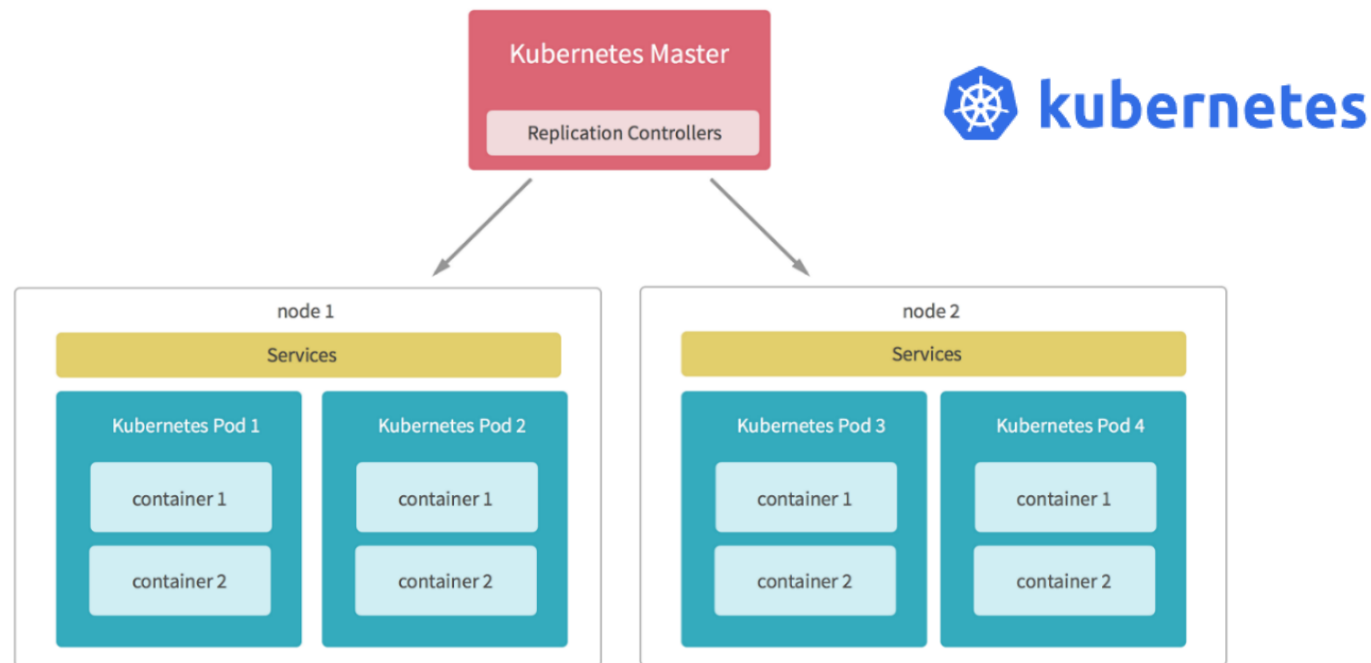 Kubernetes Master
Replication Controllers
kubernetes
node 1
Services
Kubernetes Pod 1
Kubernetes Pod 2
container 1
container 1
container 2
container 2
node 2
Services
Kubernetes Pod 3
Kubernetes Pod 4
container 1
container 1
container 2
container 2